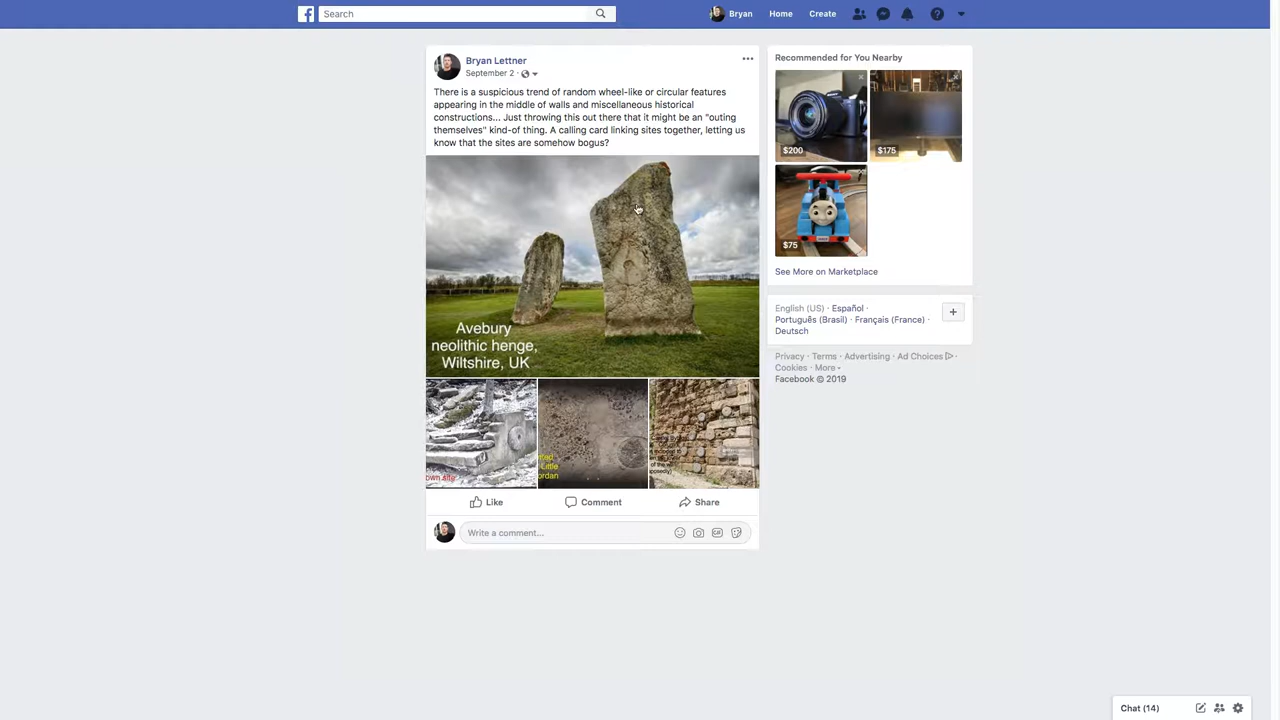 Search
Bryan
Home
Create
Bryan Lettner
September 2 ·
There is a suspicious trend of random wheel-like or circular features
appearing in the middle of walls and miscellaneous historical
constructions... Just throwing this out there that it might be an "outing
themselves" kind-of thing. A calling card linking sites together, letting us
know that the sites are somehow bogus?
Avebury
neolithic henge,
Wiltshire, UK
own site
Little
ordan
Like
Comment
Share
Write a comment...
Recommended for You Nearby
$200
$175
$75
See More on Marketplace
English (US) · Español ·
Português (Brasil) · Français (France) ·
Deutsch
Privacy · Terms · Advertising · Ad Choices ·
Cookies · More
Facebook © 2019
Chat (14)